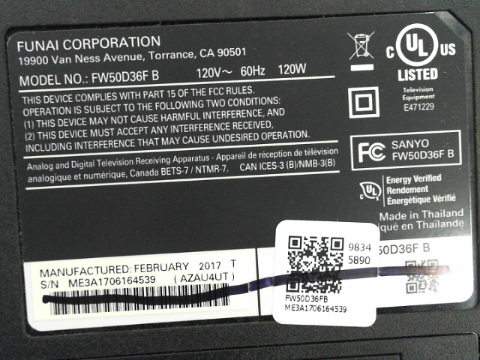 FUNAI CORPORATION
19900 Van Ness Avenue, Torrance, CA 90501
MODEL NO.: FW50D36F B 120V~ 60Hz 120W
THIS DEVICE COMPLIES WITH PART 15 OF THE FCC RULES.
OPERATION IS SUBJECT TO THE FOLLOWING TWO CONDITIONS:
(1) THIS DEVICE MAY NOT CAUSE HARMFUL INTERFERENCE, AND
(2) THIS DEVICE MUST ACCEPT ANY INTERFERENCE RECEIVED,
INCLUDING INTERFERENCE THAT MAY CAUSE UNDESIRED OPERATION.
Analog and Digital Television Receiving Apparatus - Appareil de réception de télévision
analogique et numérique, Canada BETS-7 / NTMR-7. CAN ICES-3 (B)/NMB-3(B)
C UL US
LISTED
Television
Equipment
E471229
FC SANYO
FW50D36F B
UL
Energy Verified
Rendement
Énergétique Vérifié
Made in Thailand
en Thailand
50D36F B
MANUFACTURED: FEBRUARY 2017 T
S/N ME3A1706164539 (AZAU4UT)
9834
5890
FW50D36FB
ME3A1706164539